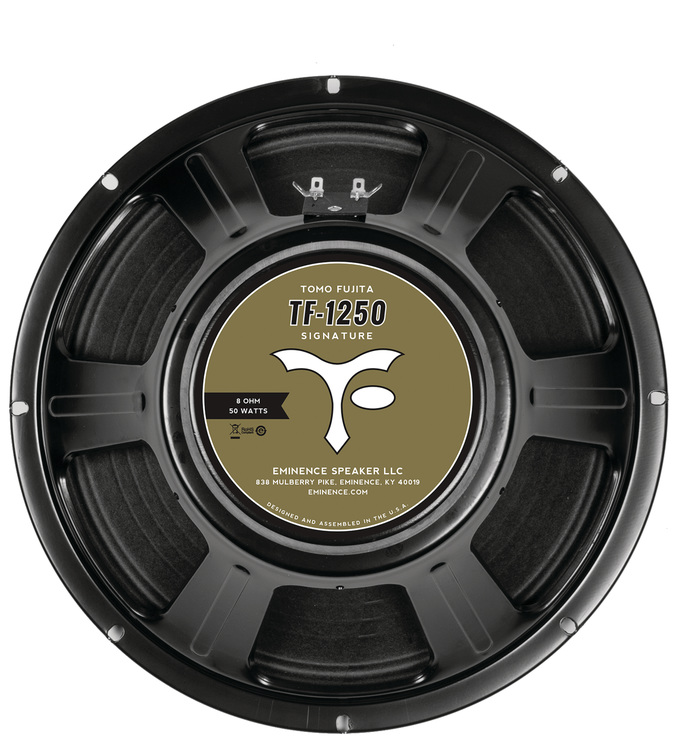 TOMO FUJITA
TF-1250
SIGNATURE
8 OHM
50 WATTS
EMINENCE SPEAKER LLC
838 MULBERRY PIKE, EMINENCE, KY 40019
EMINENCE.COM
DESIGNED AND ASSEMBLED IN THE U.S.A.